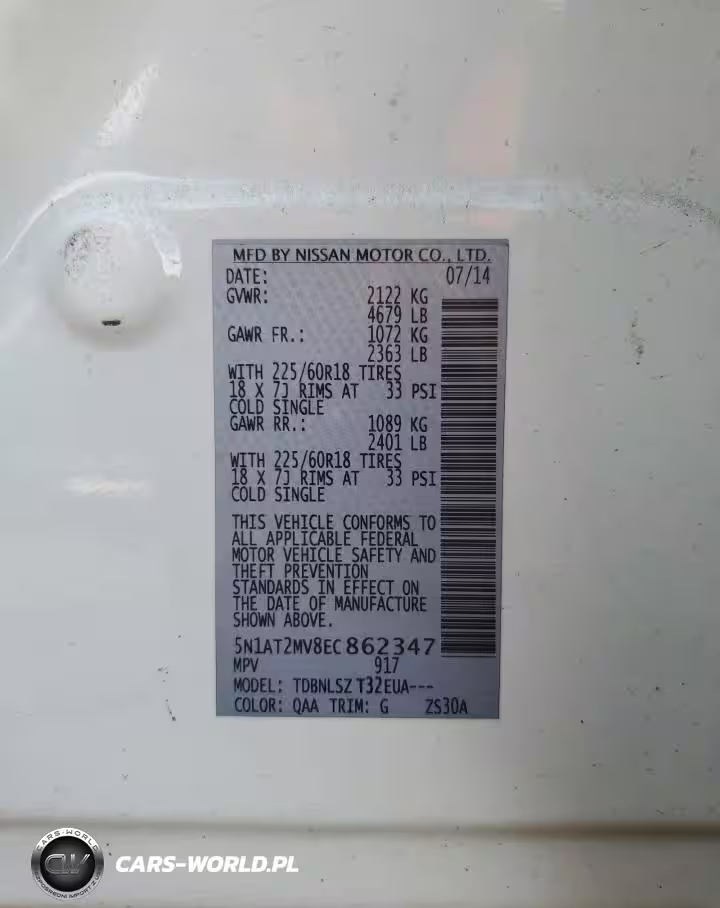 MFD BY NISSAN MOTOR CO., LTD.
DATE: 07/14
GVWR: 2122 KG
4679 LB
GAWR FR.: 1072 KG
2363 LB
WITH 225/60R18 TIRES
18 X 7J RIMS AT 33 PSI
COLD SINGLE
GAWR RR.: 1089 KG
2401 LB
WITH 225/60R18 TIRES
18 X 7J RIMS AT 33 PSI
COLD SINGLE
THIS VEHICLE CONFORMS TO
ALL APPLICABLE FEDERAL
MOTOR VEHICLE SAFETY AND
THEFT PREVENTION
STANDARDS IN EFFECT ON
THE DATE OF MANUFACTURE
SHOWN ABOVE.
5N1AT2MV8EC862347
MPV 917
MODEL: TDBNLSZ T32EUA---
COLOR: QAA TRIM: G ZS30A
CARS-WORLD
CW
CARS-WORLD.PL